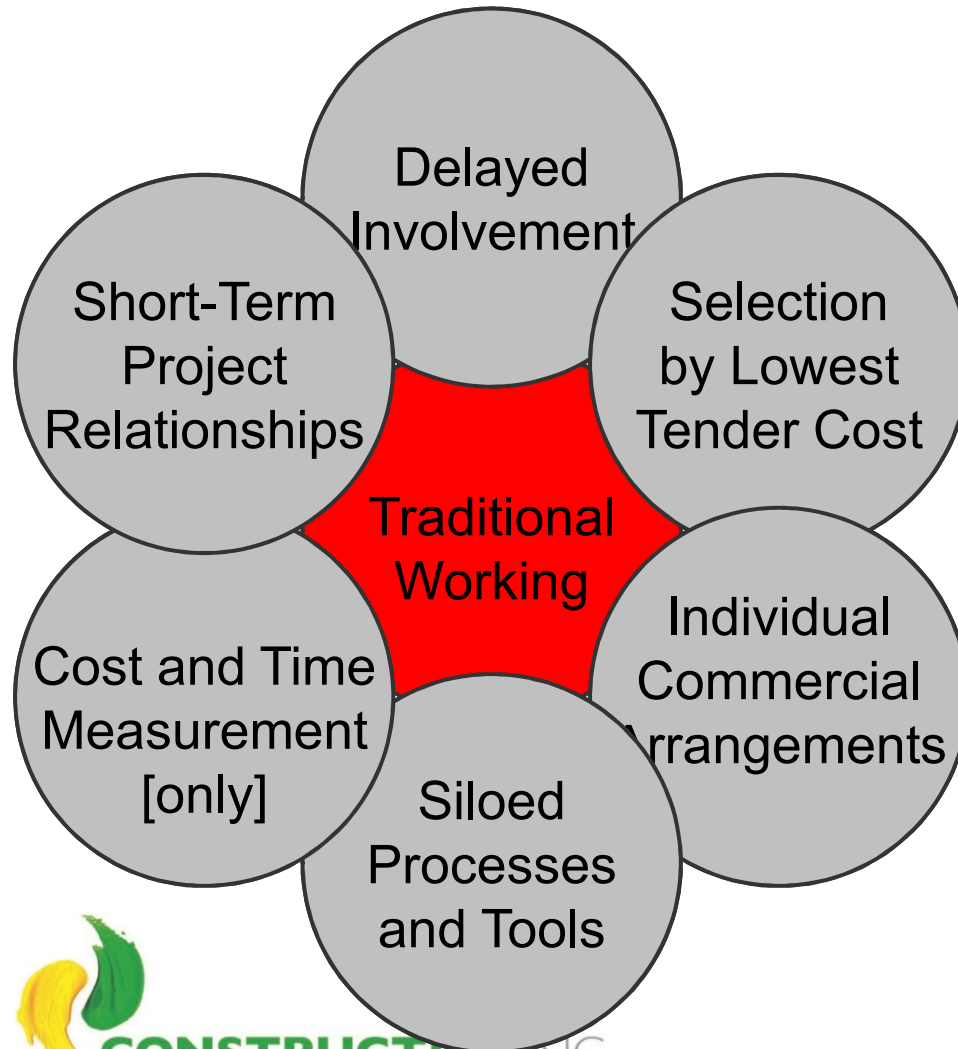 Delayed
Involvement
Short-Term
Project
Relationships
Selection
by Lowest
Tender Cost
Traditional
Working
Individual
Commercial
Arrangements
Cost and Time
Measurement
[only]
Siloed
Processes
and Tools